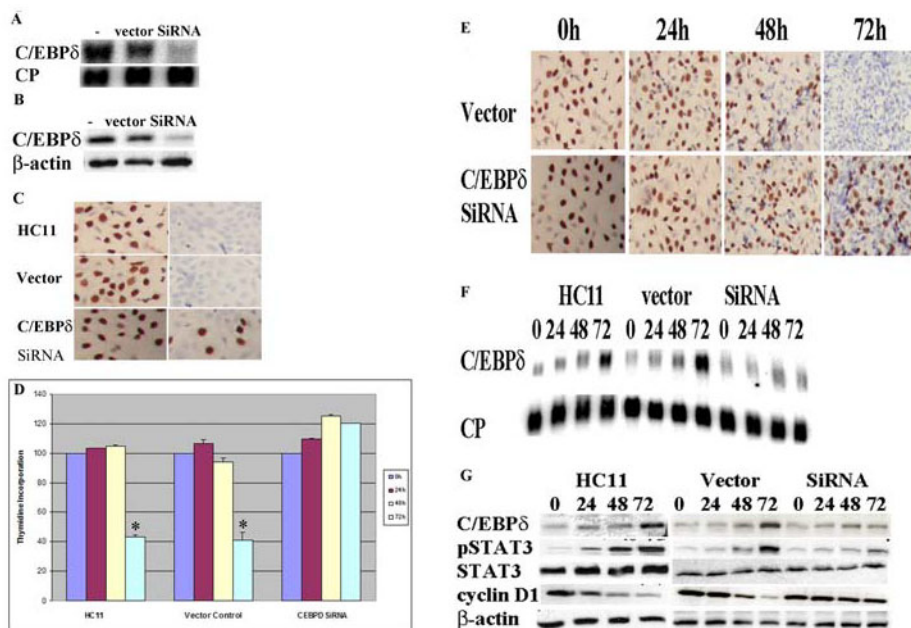 A
- vector SiRNA
C/EBPδ
CP
B
- vector SiRNA
C/EBPδ
β-actin
C
HC11
Vector
C/EBPδ
SiRNA
D
140
120
100
80
60
40
20
0
Thymidine Incorporation
* *
HC11 Vector Control CEBPD SiRNA
0h
24h
48h
72h
E
0h 24h 48h 72h
Vector
C/EBPδ
SiRNA
F
HC11 vector SiRNA
0 24 48 72 0 24 48 72 0 24 48 72
C/EBPδ
CP
G
HC11 Vector SiRNA
0 24 48 72 0 24 48 72 0 24 48 72
C/EBPδ
pSTAT3
STAT3
cyclin D1
β-actin